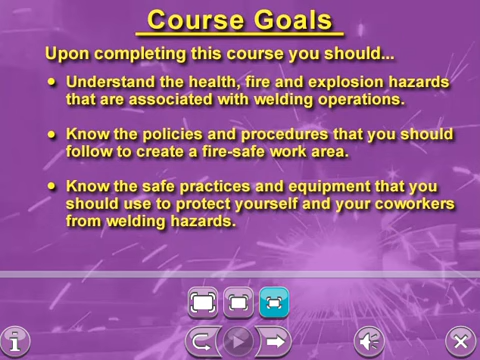 Course Goals
Upon completing this course you should...
• Understand the health, fire and explosion hazards
that are associated with welding operations.
• Know the policies and procedures that you should
follow to create a fire-safe work area.
• Know the safe practices and equipment that you
should use to protect yourself and your coworkers
from welding hazards.